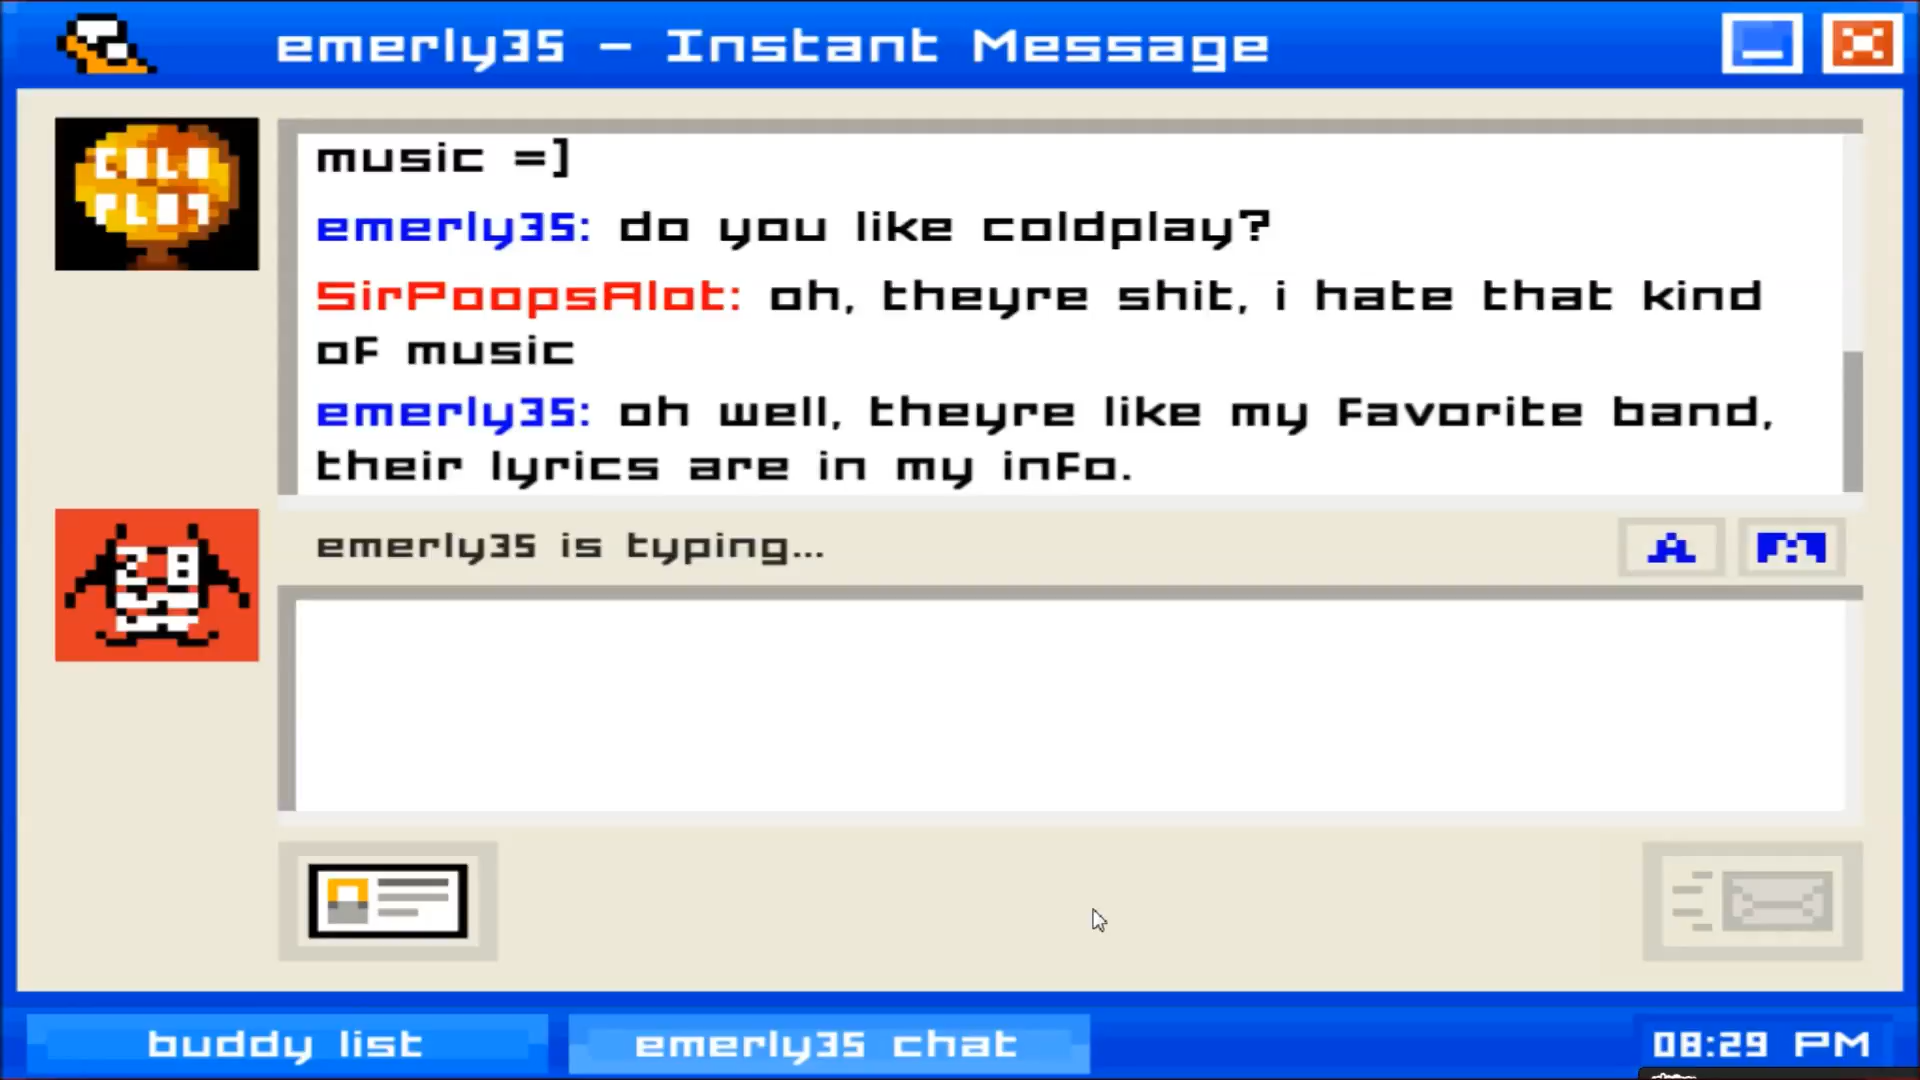 emerly35 - Instant Message
COLD
PLAY
music =]
emerly35: do you like coldplay?
SirPoopsAlot: oh, theyre shit, i hate that kind
of music
emerly35: oh well, theyre like my favorite band,
their lyrics are in my info.
emerly35 is typing...
A
A
buddy list
emerly35 chat
08:29 PM